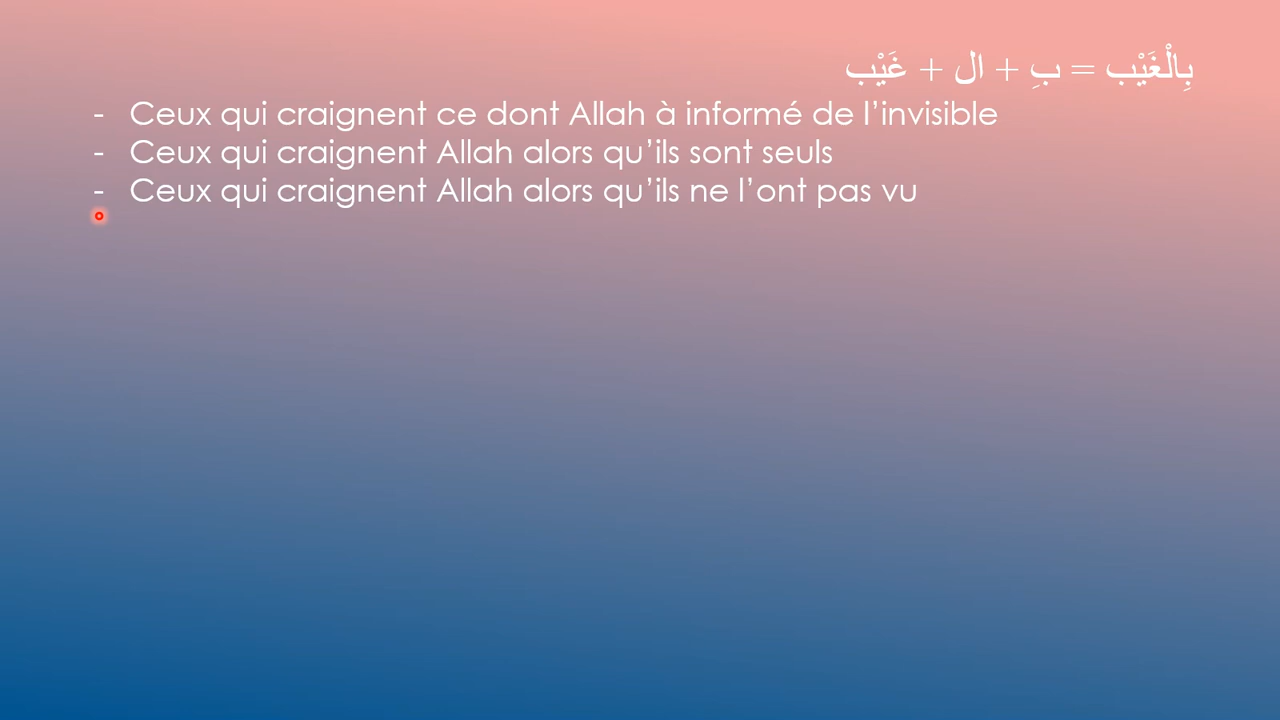 بِالْغَيْب = بِ + ال + غَيْب
- Ceux qui craignent ce dont Allah à informé de l’invisible
- Ceux qui craignent Allah alors qu’ils sont seuls
- Ceux qui craignent Allah alors qu’ils ne l’ont pas vu